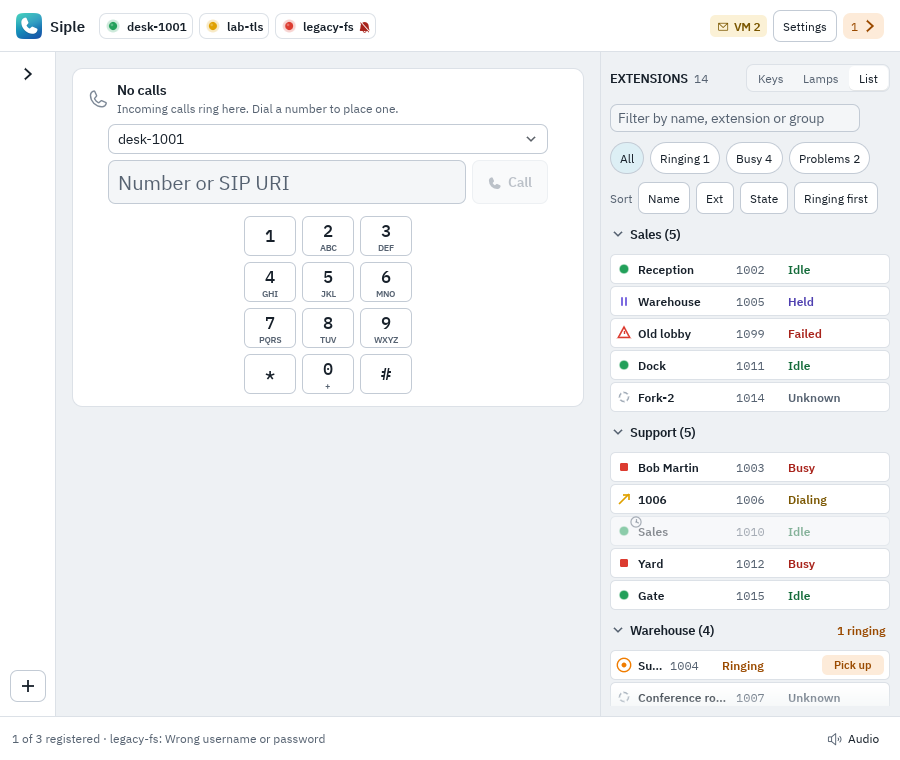 Siple
desk-1001
lab-tls
legacy-fs
VM 2
Settings
1
No calls
Incoming calls ring here. Dial a number to place one.
desk-1001
Number or SIP URI
Call
1
2
ABC
3
DEF
4
GHI
5
JKL
6
MNO
7
PQRS
8
TUV
9
WXYZ
*
0
+
#
EXTENSIONS 14
Keys
Lamps
List
Filter by name, extension or group
All
Ringing 1
Busy 4
Problems 2
Sort
Name
Ext
State
Ringing first
Sales (5)
Reception 1002 Idle
Warehouse 1005 Held
Old lobby 1099 Failed
Dock 1011 Idle
Fork-2 1014 Unknown
Support (5)
Bob Martin 1003 Busy
1006 1006 Dialing
Sales 1010 Idle
Yard 1012 Busy
Gate 1015 Idle
Warehouse (4) 1 ringing
Su... 1004 Ringing Pick up
Conference ro... 1007 Unknown
1 of 3 registered · legacy-fs: Wrong username or password
Audio